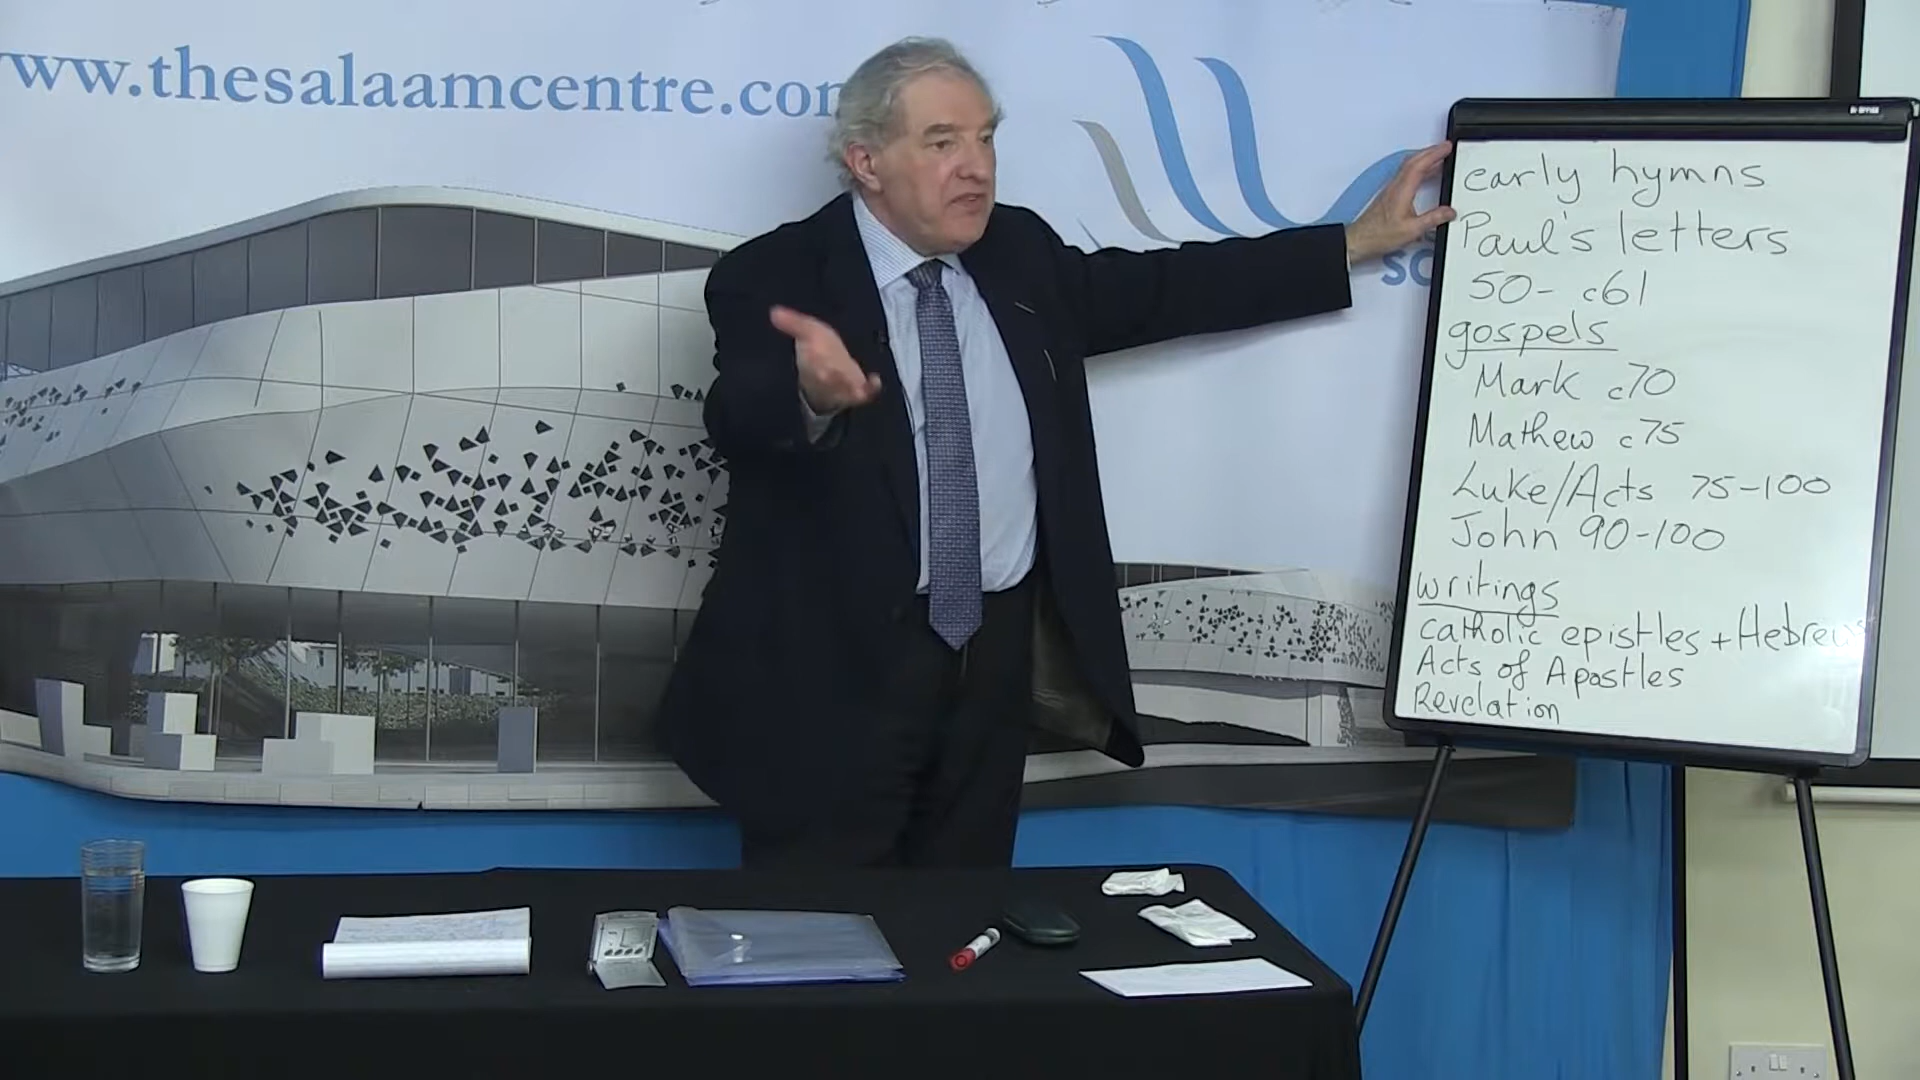 www.thesalaamcentre.com
early hymns
Paul's letters
50- c61
gospels
Mark c70
Mathew c75
Luke/Acts 75-100
John 90-100
writings
catholic epistles + Hebrews
Acts of Apostles
Revelation